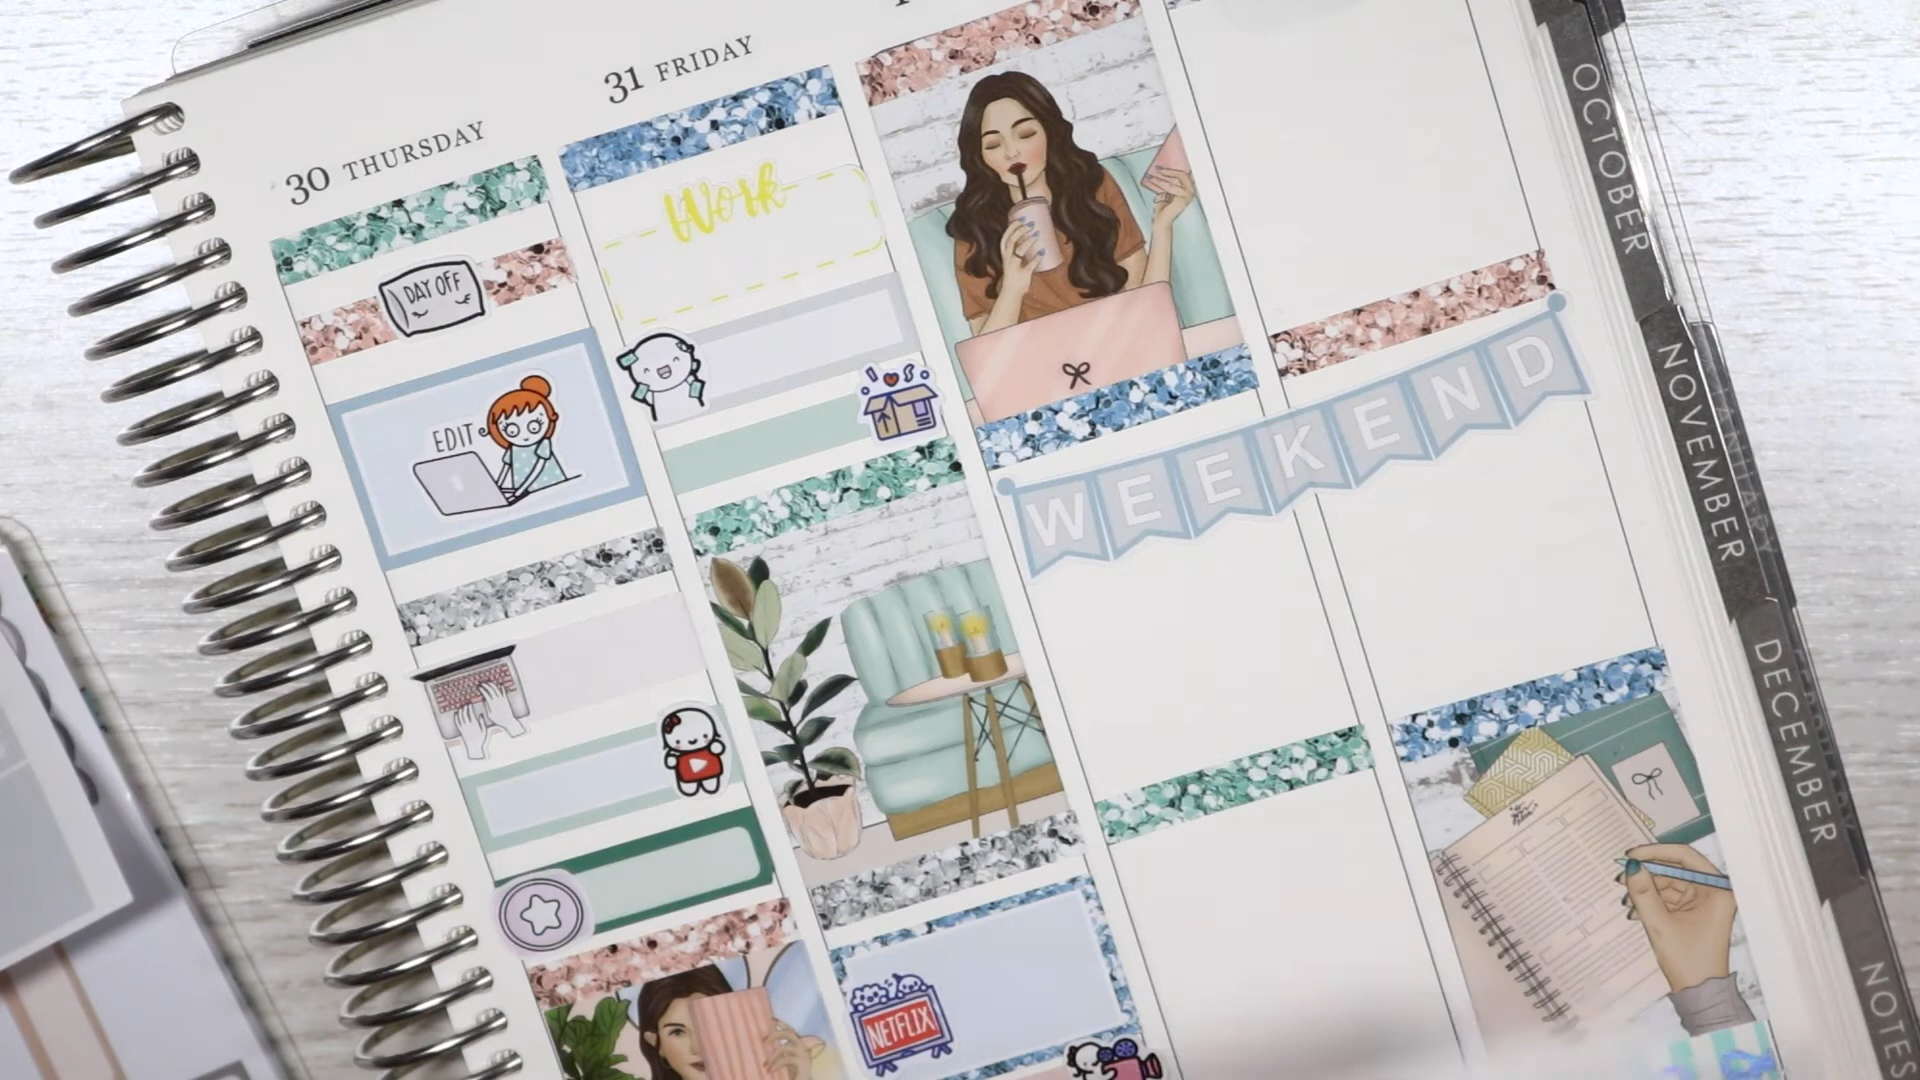 30 THURSDAY
31 FRIDAY
DAY OFF
EDIT
Work
WEEKEND
NETFLIX
OCTOBER
NOVEMBER
DECEMBER
NOTES